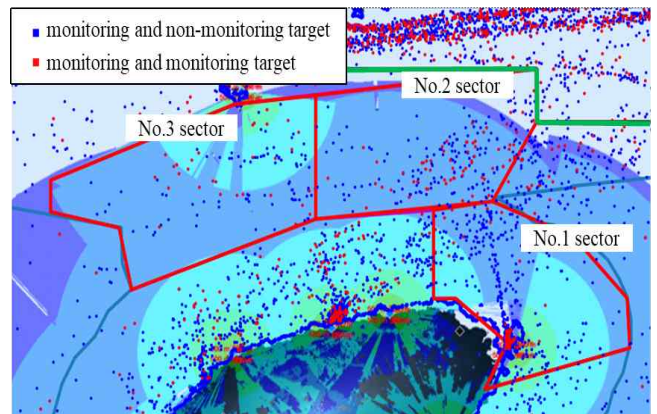 monitoring and non-monitoring target
monitoring and monitoring target
No.2 sector
No.3 sector
No.1 sector